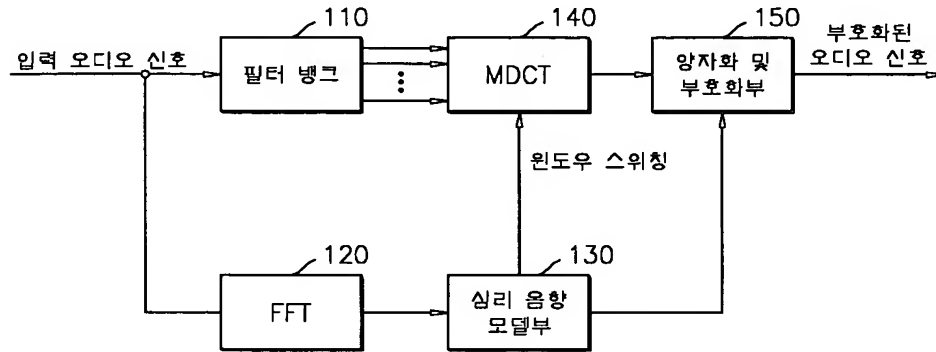 110
140
150
입력 오디오 신호
필터 뱅크
MDCT
양자화 및
부호화부
부호화된
오디오 신호
윈도우 스위칭
120
130
FFT
심리 음향
모델부